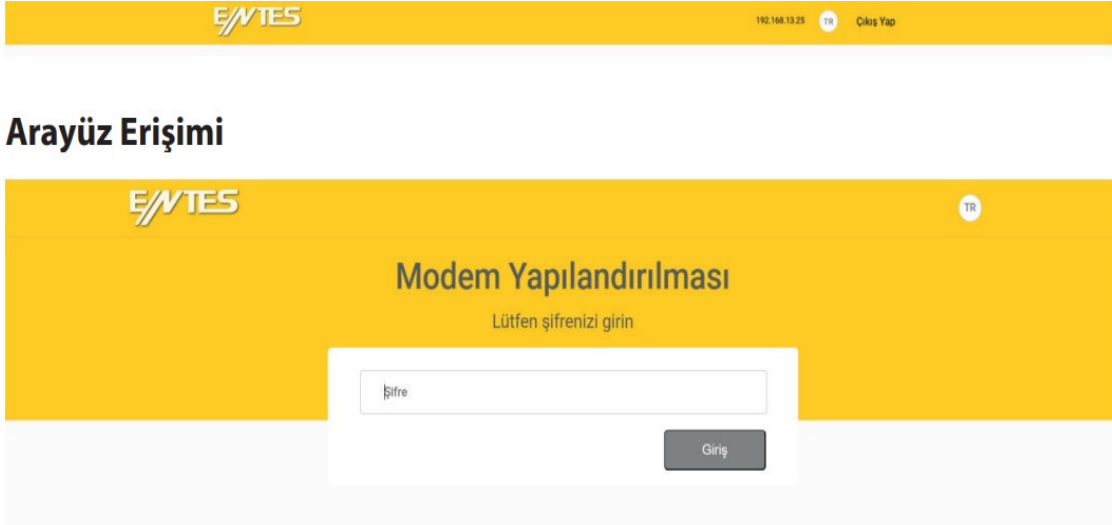 ENTES
192.168.13.25 TR Çıkış Yap
Arayüz Erişimi
ENTES
TR
Modem Yapılandırılması
Lütfen şifrenizi girin
Şifre
Giriş